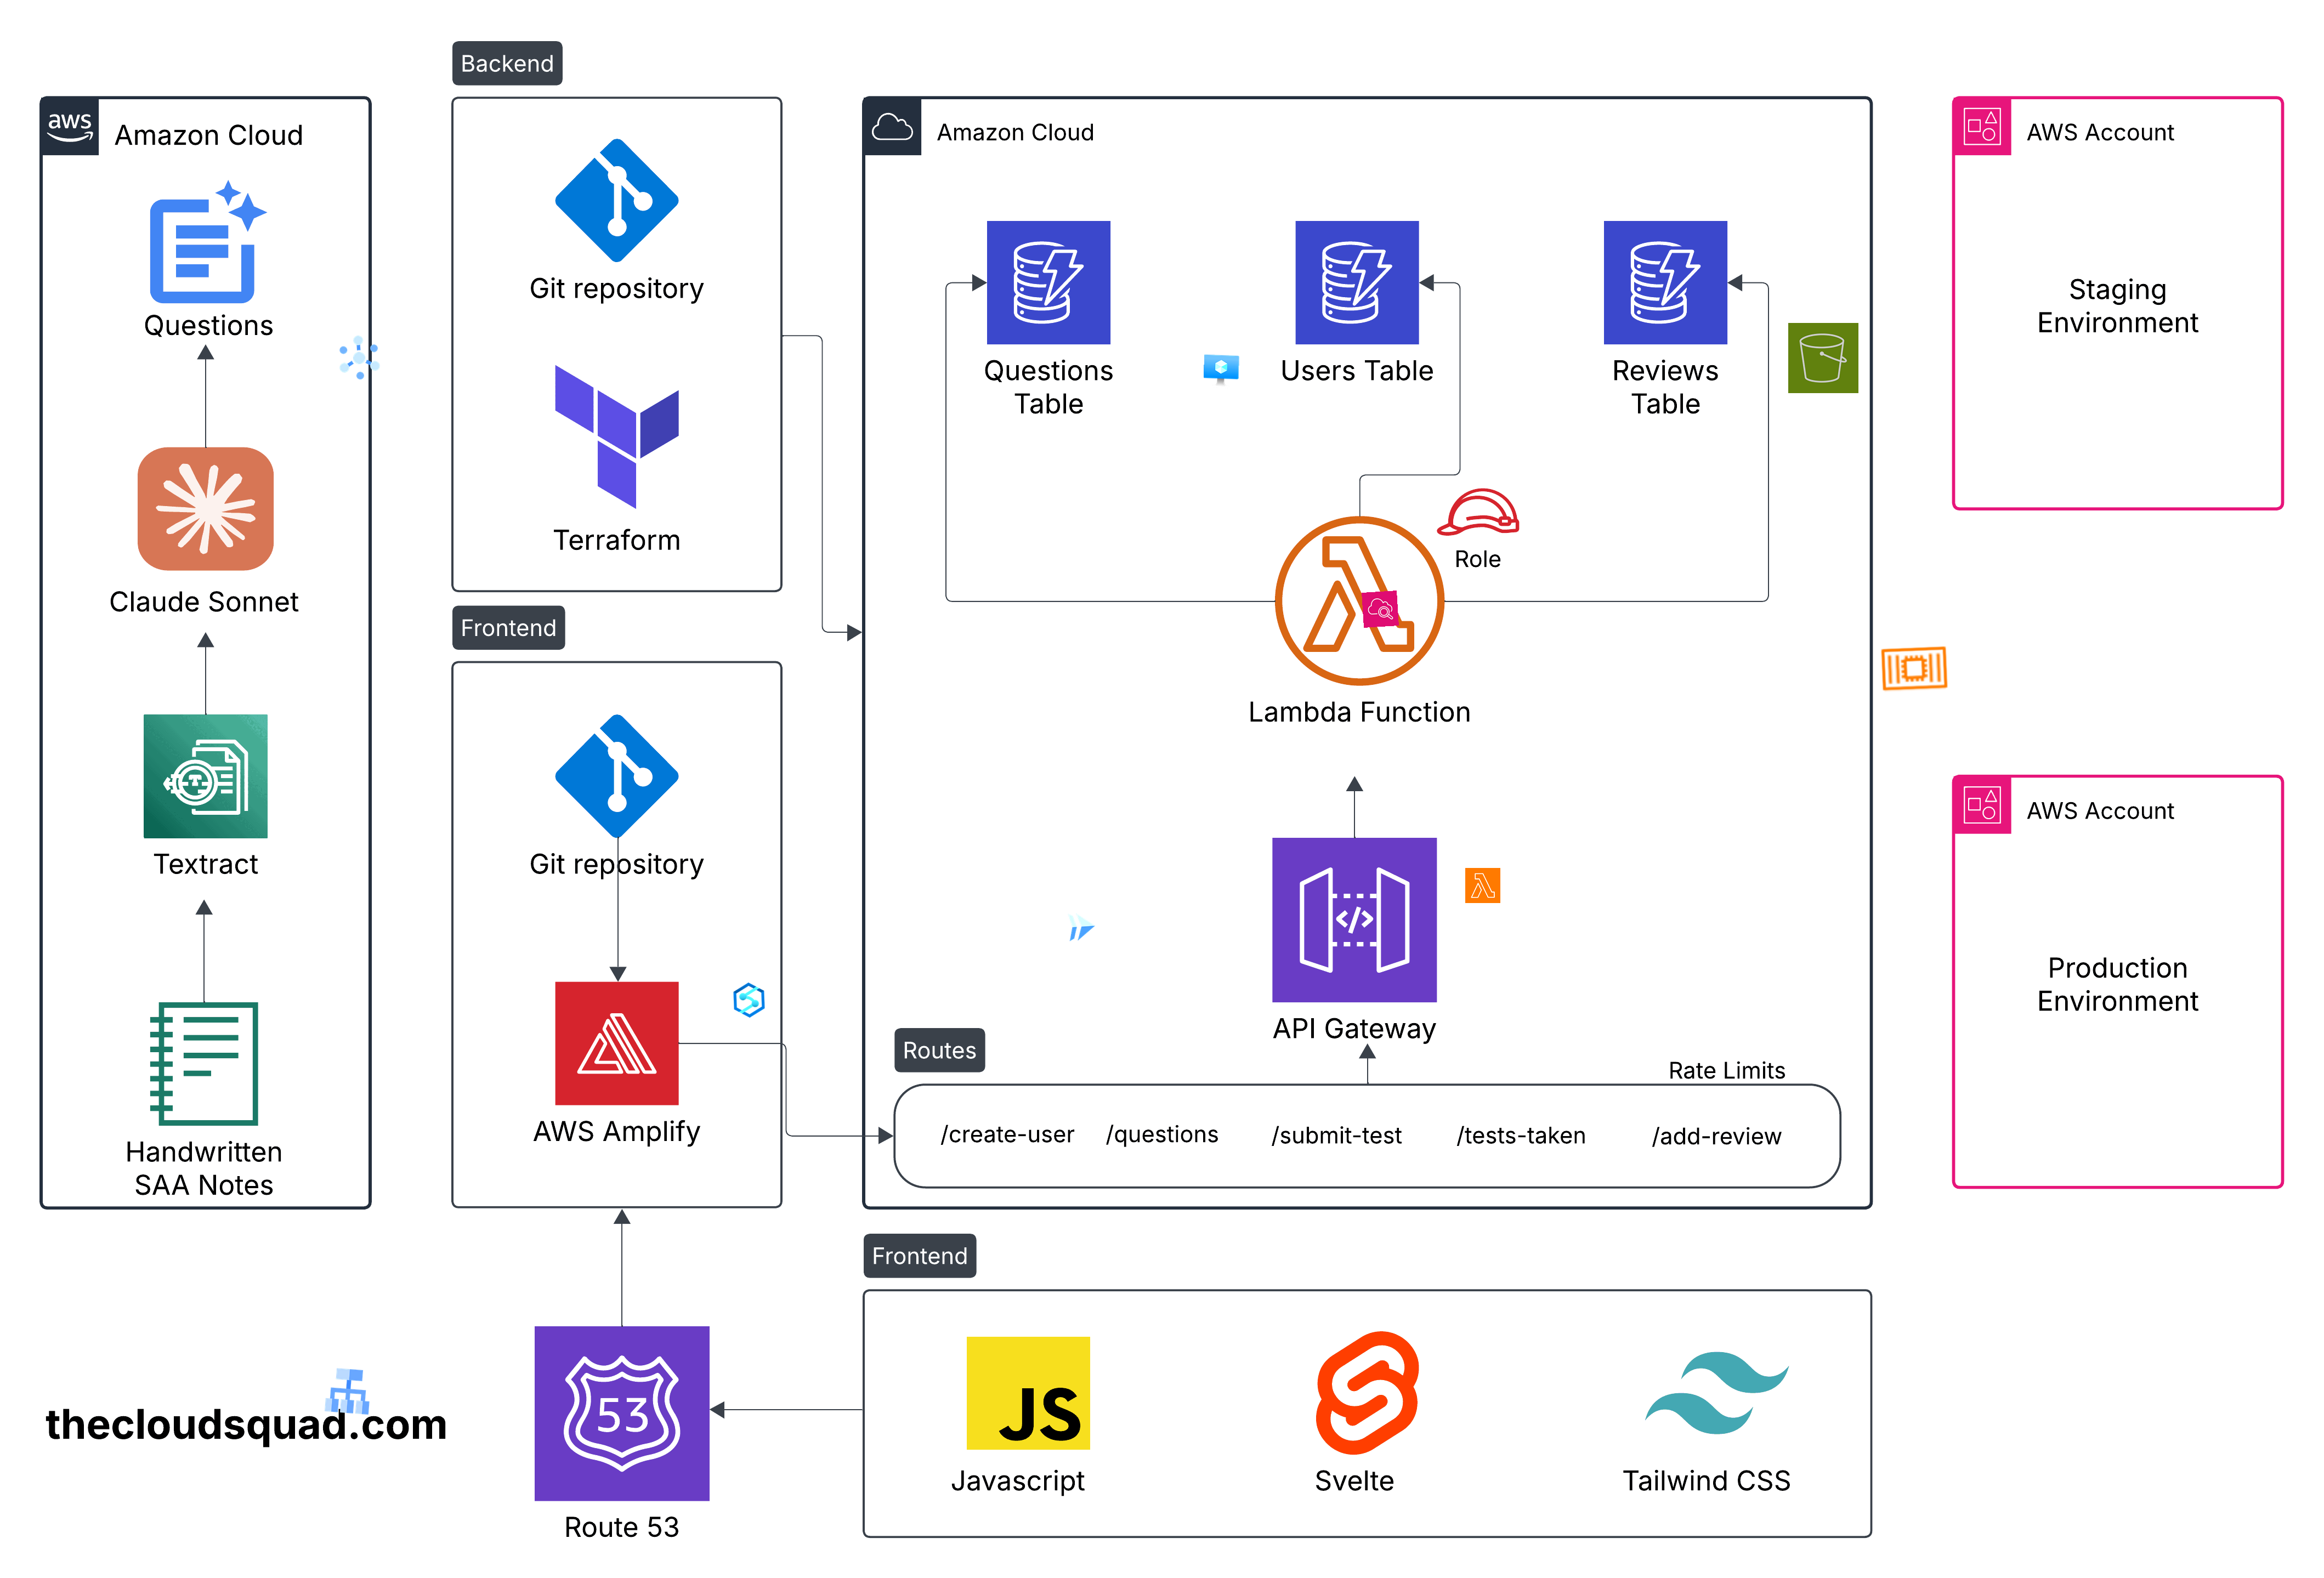 Backend
aws
Amazon Cloud
Questions
Claude Sonnet
Textract
Handwritten
SAA Notes
Git repository
Terraform
Frontend
Git repository
AWS Amplify
Amazon Cloud
Questions
Table
Users Table
Reviews
Table
Role
Lambda Function
API Gateway
Routes
Rate Limits
/create-user
/questions
/submit-test
/tests-taken
/add-review
AWS Account
Staging
Environment
AWS Account
Production
Environment
thecloudsquad.com
53
Route 53
Frontend
JS
Javascript
Svelte
Tailwind CSS